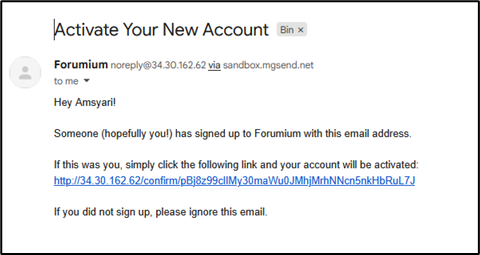 Activate Your New Account Bin ×
Forumium noreply@34.30.162.62 via sandbox.mgsend.net
to me
Hey Amsyari!
Someone (hopefully you!) has signed up to Forumium with this email address.
If this was you, simply click the following link and your account will be activated:
http://34.30.162.62/confirm/pBj8z99cllMy30maWu0JMhjMrhNNcn5nkHbRuL7J
If you did not sign up, please ignore this email.